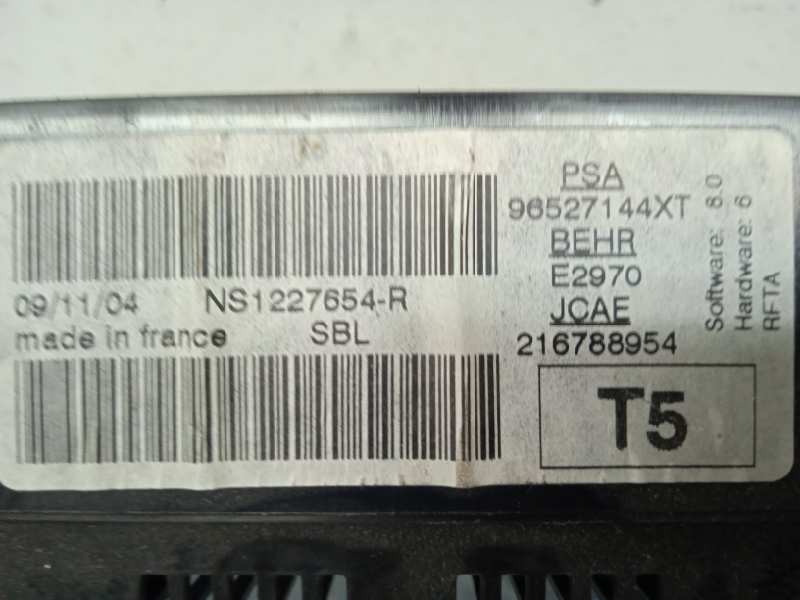 PSA
96527144XT
BEHR
E2970
JCAE
216788954
T5
09/11/04 NS1227654-R
made in france SBL
Software: 6.0
Hardware: 6
RFTA